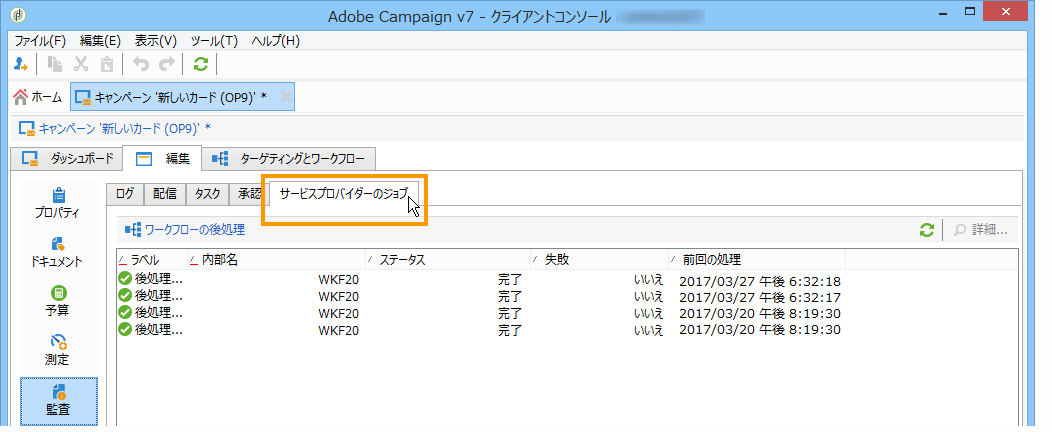 Adobe Campaign v7 - クライアントコンソール
ファイル(F) 編集(E) 表示(V) ツール(T) ヘルプ(H)
ホーム キャンペーン '新しいカード (OP9)' *
キャンペーン '新しいカード (OP9)' *
ダッシュボード 編集 ターゲティングとワークフロー
ログ 配信 タスク 承認 サービスプロバイダーのジョブ
プロパティ
ドキュメント
予算
測定
監査
ワークフローの後処理 詳細...
ラベル 内部名 ステータス 失敗 前回の処理
後処理... WKF20 完了 いいえ 2017/03/27 午後 6:32:18
後処理... WKF20 完了 いいえ 2017/03/27 午後 6:32:17
後処理... WKF20 完了 いいえ 2017/03/20 午後 8:19:30
後処理... WKF20 完了 いいえ 2017/03/20 午後 8:19:30